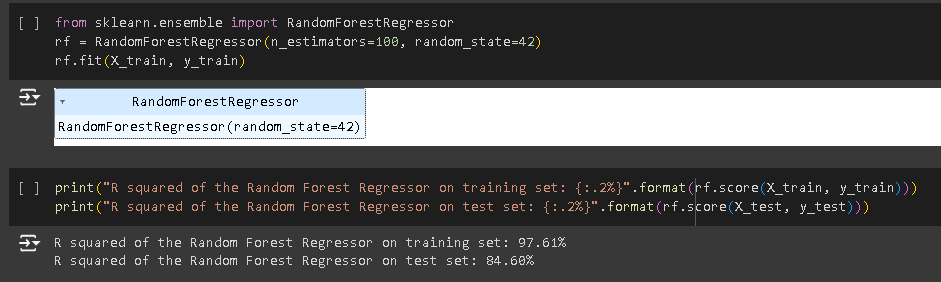 [ ] from sklearn.ensemble import RandomForestRegressor
rf = RandomForestRegressor(n_estimators=100, random_state=42)
rf.fit(X_train, y_train)
RandomForestRegressor
RandomForestRegressor(random_state=42)
[ ] print("R squared of the Random Forest Regressor on training set: {:.2%}".format(rf.score(X_train, y_train)))
print("R squared of the Random Forest Regressor on test set: {:.2%}".format(rf.score(X_test, y_test)))
R squared of the Random Forest Regressor on training set: 97.61%
R squared of the Random Forest Regressor on test set: 84.60%